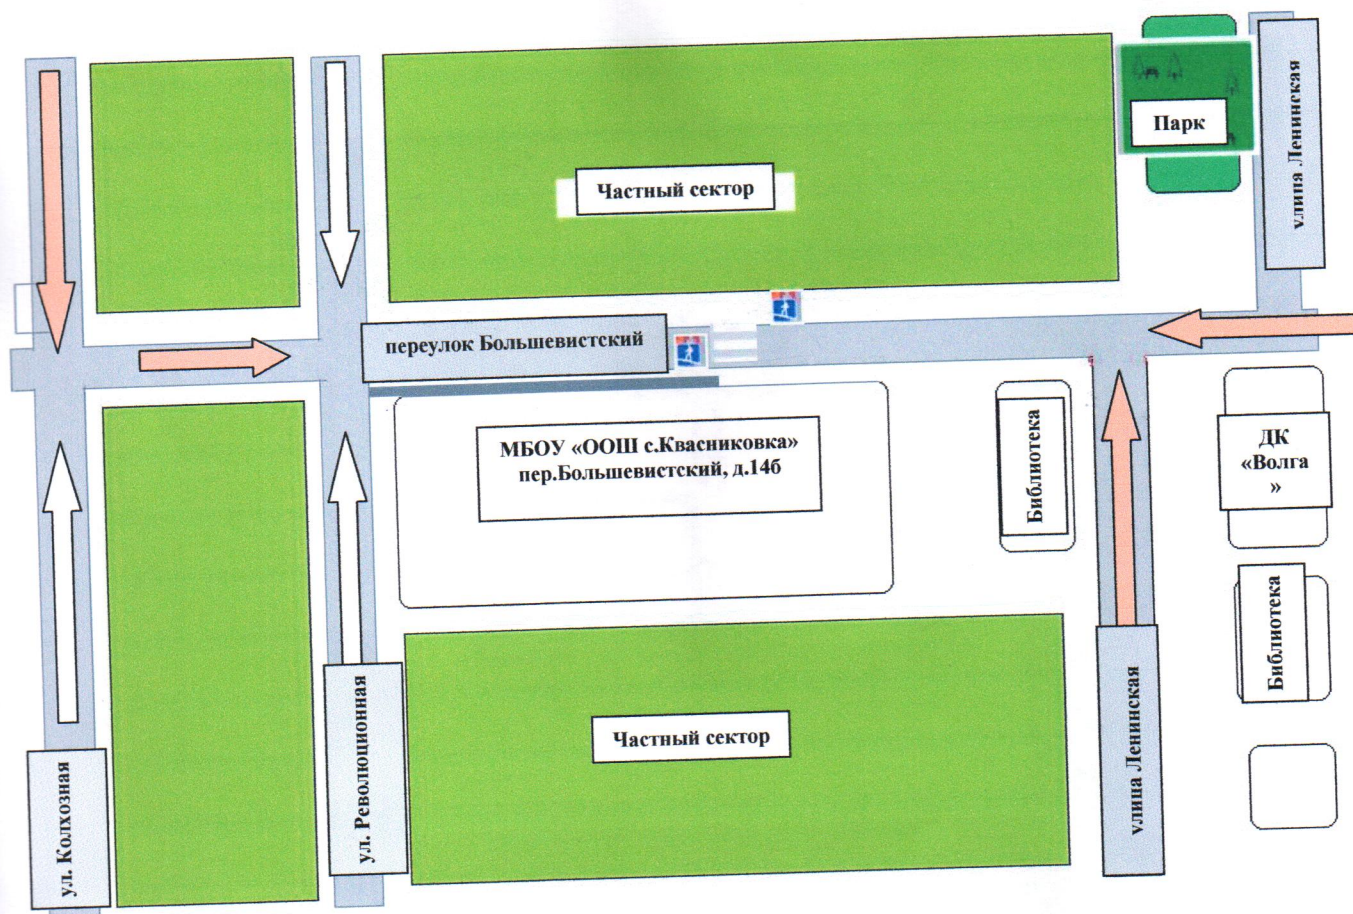 Парк
улица Ленинская
Частный сектор
переулок Большевистский
МБОУ «ООШ с.Квасниковка»
пер.Большевистский, д.14б
Библиотека
ДК
«Волга
»
Библиотека
ул. Колхозная
ул. Революционная
Частный сектор
улица Ленинская